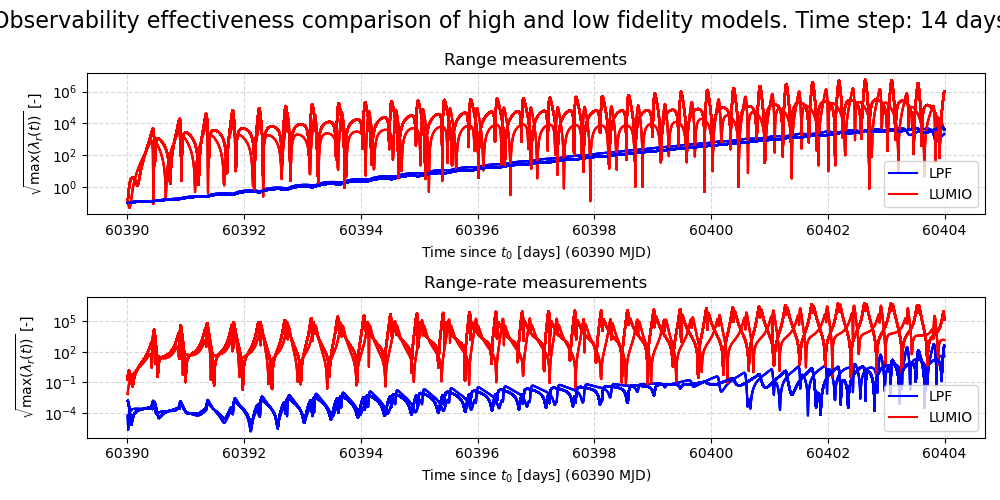 Observability effectiveness comparison of high and low fidelity models. Time step: 14 days
Range measurements
√max(λᵣ(t)) [-]
10⁶
10⁴
10²
10⁰
LPF
LUMIO
60390 60392 60394 60396 60398 60400 60402 60404
Time since t₀ [days] (60390 MJD)
Range-rate measurements
√max(λṙ(t)) [-]
10⁵
10²
10⁻¹
10⁻⁴
LPF
LUMIO
60390 60392 60394 60396 60398 60400 60402 60404
Time since t₀ [days] (60390 MJD)